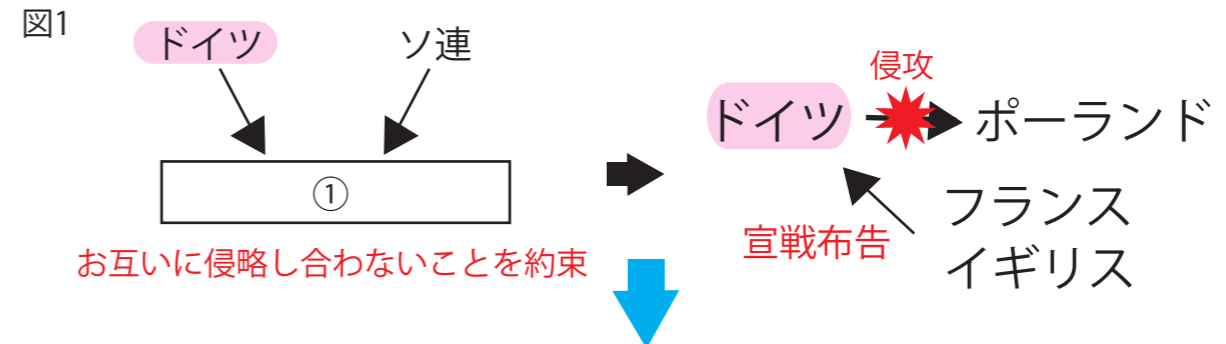 図1
ドイツ
ソ連
①
お互いに侵略し合わないことを約束
侵攻
ドイツ
ポーランド
宣戦布告
フランス
イギリス